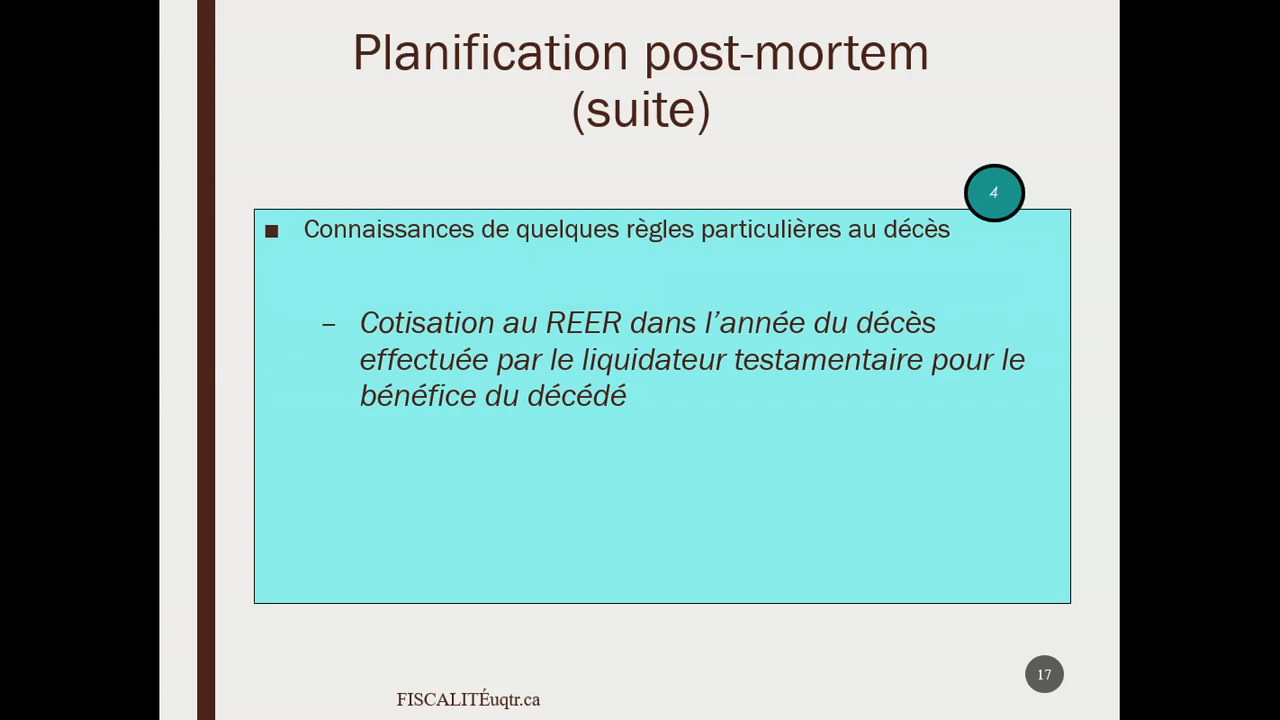 Planification post-mortem
(suite)
4
■ Connaissances de quelques règles particulières au décès
– Cotisation au REER dans l’année du décès
effectuée par le liquidateur testamentaire pour le
bénéfice du décédé
17
FISCALITÉuqtr.ca